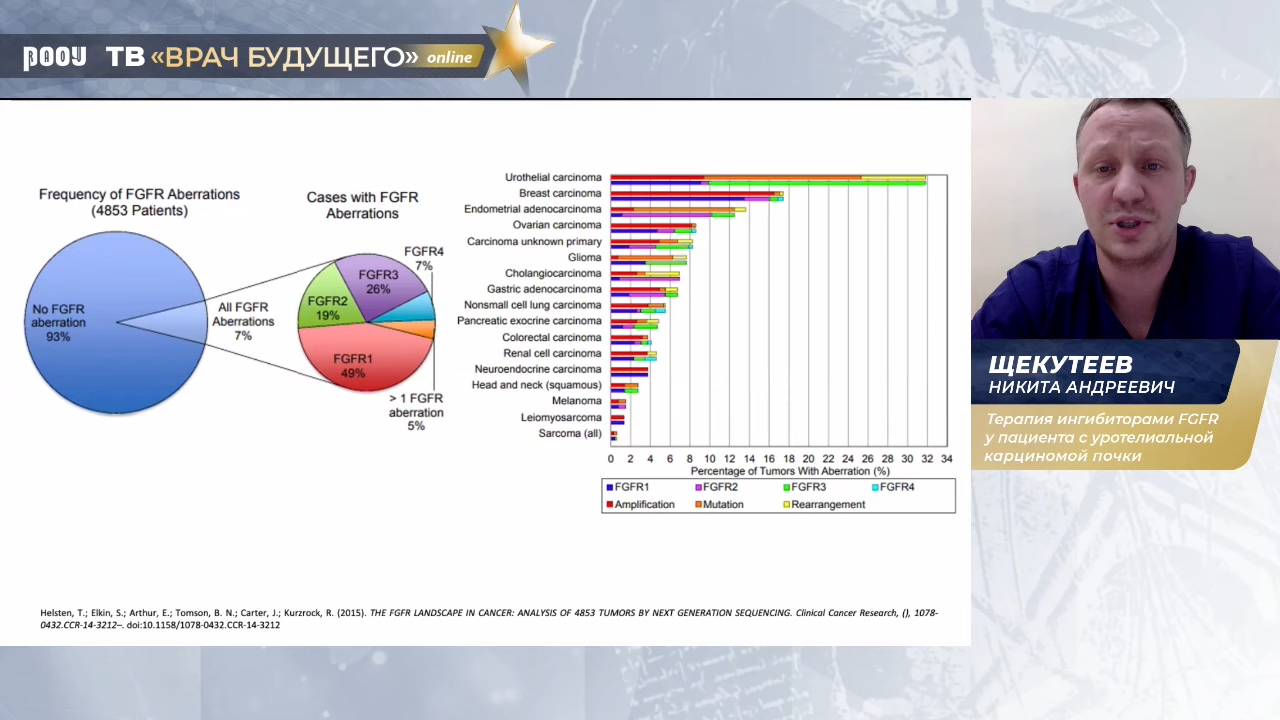 РООУ ТВ «ВРАЧ БУДУЩЕГО» online
Frequency of FGFR Aberrations
(4853 Patients)
No FGFR
aberration
93%
All FGFR
Aberrations
7%
Cases with FGFR
Aberrations
FGFR4
7%
FGFR3
26%
FGFR2
19%
FGFR1
49%
> 1 FGFR
aberration
5%
Urothelial carcinoma
Breast carcinoma
Endometrial adenocarcinoma
Ovarian carcinoma
Carcinoma unknown primary
Glioma
Cholangiocarcinoma
Gastric adenocarcinoma
Nonsmall cell lung carcinoma
Pancreatic exocrine carcinoma
Colorectal carcinoma
Renal cell carcinoma
Neuroendocrine carcinoma
Head and neck (squamous)
Melanoma
Leiomyosarcoma
Sarcoma (all)
0 2 4 6 8 10 12 14 16 18 20 22 24 26 28 30 32 34
Percentage of Tumors With Aberration (%)
FGFR1 FGFR2 FGFR3 FGFR4
Amplification Mutation Rearrangement
Helsten, T.; Elkin, S.; Arthur, E.; Tomson, B. N.; Carter, J.; Kurzrock, R. (2015). THE FGFR LANDSCAPE IN CANCER: ANALYSIS OF 4853 TUMORS BY NEXT GENERATION SEQUENCING. Clinical Cancer Research, (), 1078-
0432.CCR-14-3212–. doi:10.1158/1078-0432.CCR-14-3212
ЩЕКУТЕЕВ
НИКИТА АНДРЕЕВИЧ
Терапия ингибиторами FGFR
у пациента с уротелиальной
карциномой почки